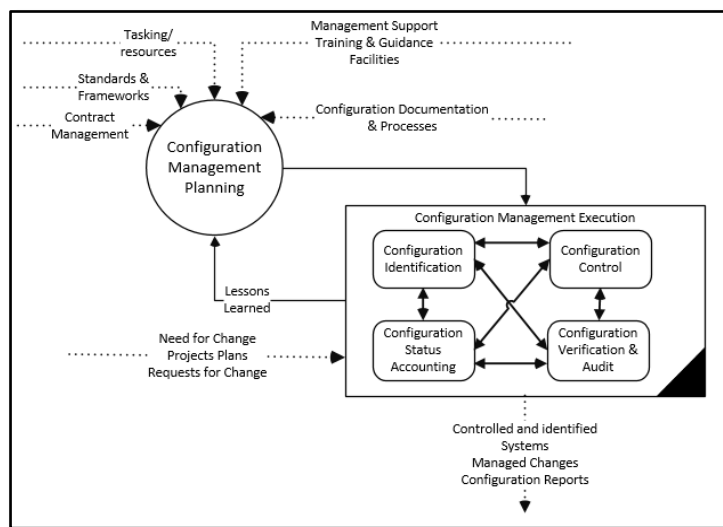 Tasking/
resources
Management Support
Training & Guidance
Facilities
Standards &
Frameworks
Contract
Management
Configuration Documentation
& Processes
Configuration
Management
Planning
Configuration Management Execution
Configuration
Identification
Configuration
Control
Lessons
Learned
Configuration
Status
Accounting
Configuration
Verification &
Audit
Need for Change
Projects Plans
Requests for Change
Controlled and identified
Systems
Managed Changes
Configuration Reports